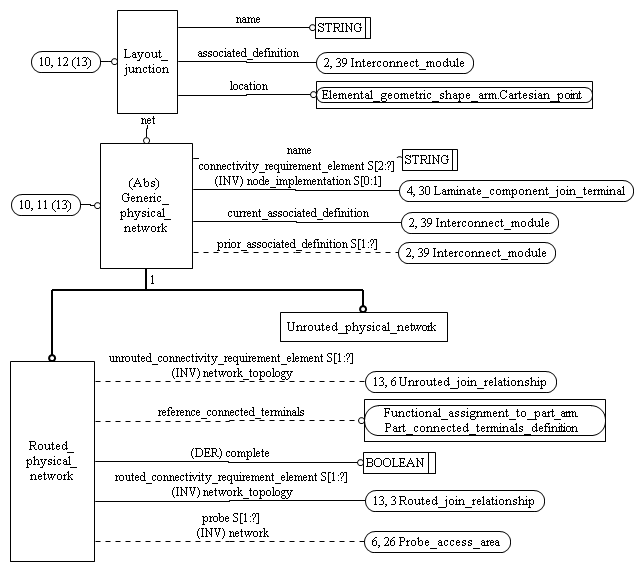 name
STRING
10, 12 (13)
Layout_
junction
associated_definition
2, 39 Interconnect_module
location
Elemental_geometric_shape_arm.Cartesian_point
net
name
STRING
connectivity_requirement_element S[2:?]
(INV) node_implementation S[0:1]
4, 30 Laminate_component_join_terminal
10, 11 (13)
(Abs)
Generic_
physical_
network
current_associated_definition
2, 39 Interconnect_module
prior_associated_definition S[1:?]
2, 39 Interconnect_module
1
Unrouted_physical_network
unrouted_connectivity_requirement_element S[1:?]
(INV) network_topology
13, 6 Unrouted_join_relationship
reference_connected_terminals
Functional_assignment_to_part_arm.
Part_connected_terminals_definition
Routed_
physical_
network
(DER) complete
BOOLEAN
routed_connectivity_requirement_element S[1:?]
(INV) network_topology
13, 3 Routed_join_relationship
probe S[1:?]
(INV) network
6, 26 Probe_access_area